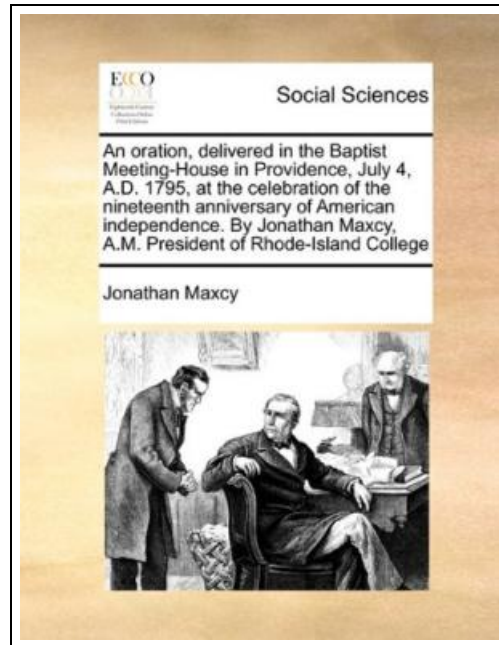 ECCO
Social Sciences
An oration, delivered in the Baptist
Meeting-House in Providence, July 4,
A.D. 1795, at the celebration of the
nineteenth anniversary of American
independence. By Jonathan Maxcy,
A.M. President of Rhode-Island College
Jonathan Maxcy